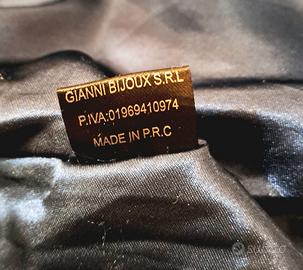 GIANNI BIJOUX S.R.L
P.IVA:01969410974
MADE IN P.R.C